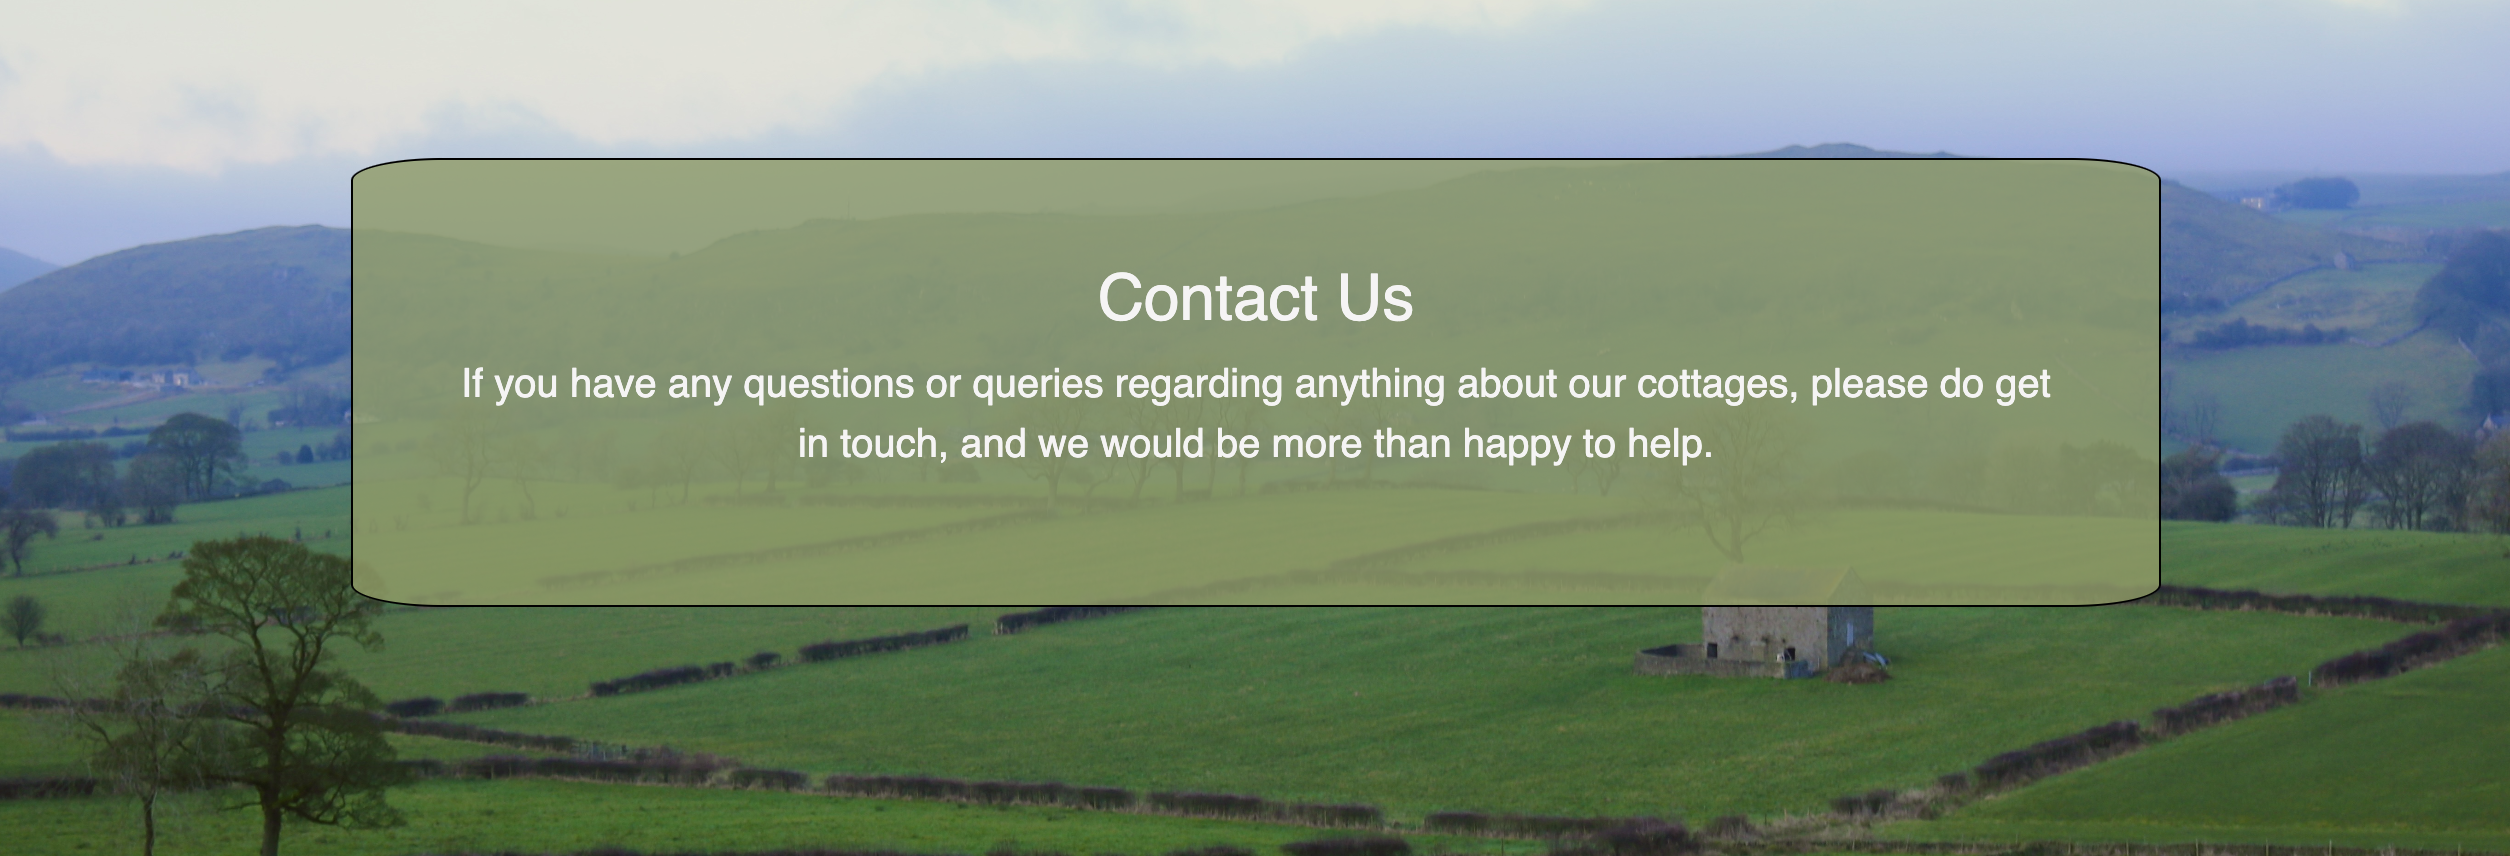 Contact Us
If you have any questions or queries regarding anything about our cottages, please do get
in touch, and we would be more than happy to help.